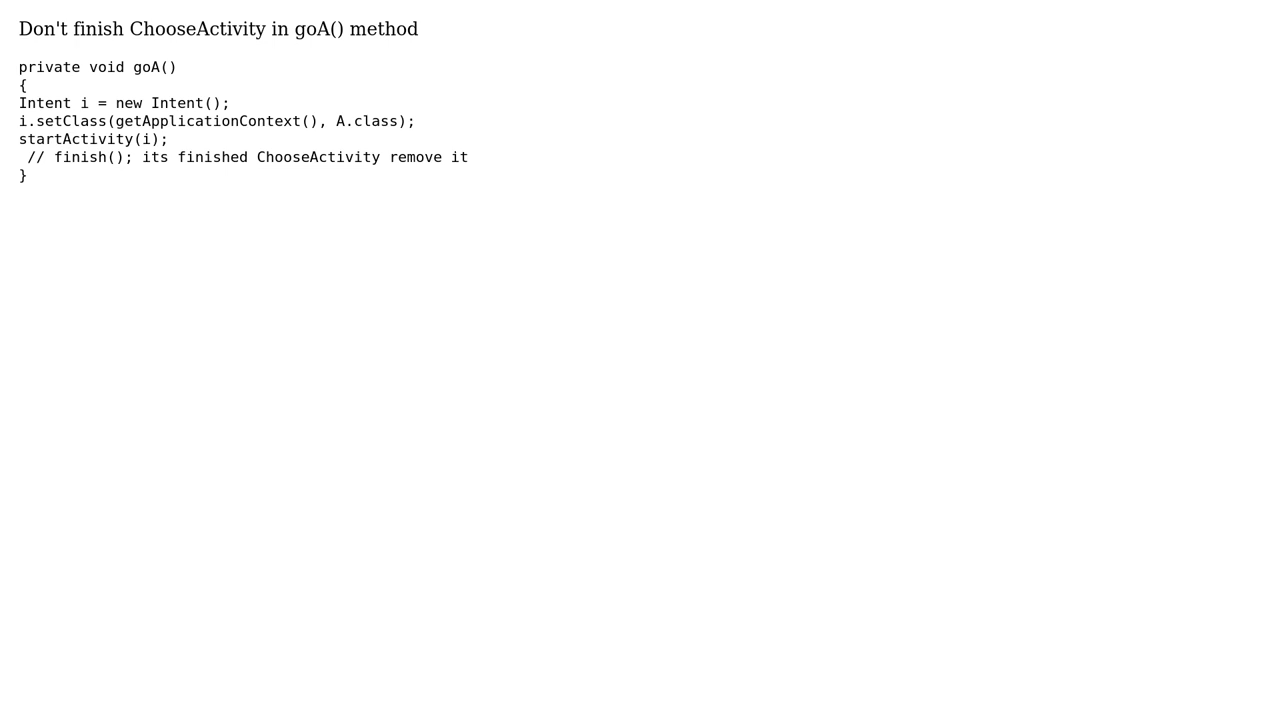 Don't finish ChooseActivity in goA() method
private void goA()
{
Intent i = new Intent();
i.setClass(getApplicationContext(), A.class);
startActivity(i);
 // finish(); its finished ChooseActivity remove it
}